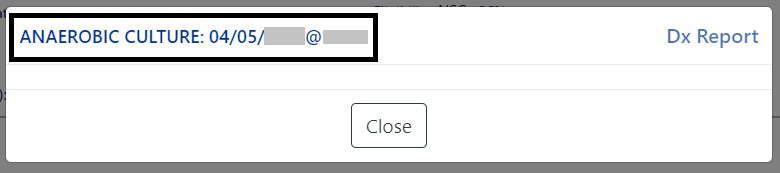 ANAEROBIC CULTURE: 04/05/ @
Dx Report
Close